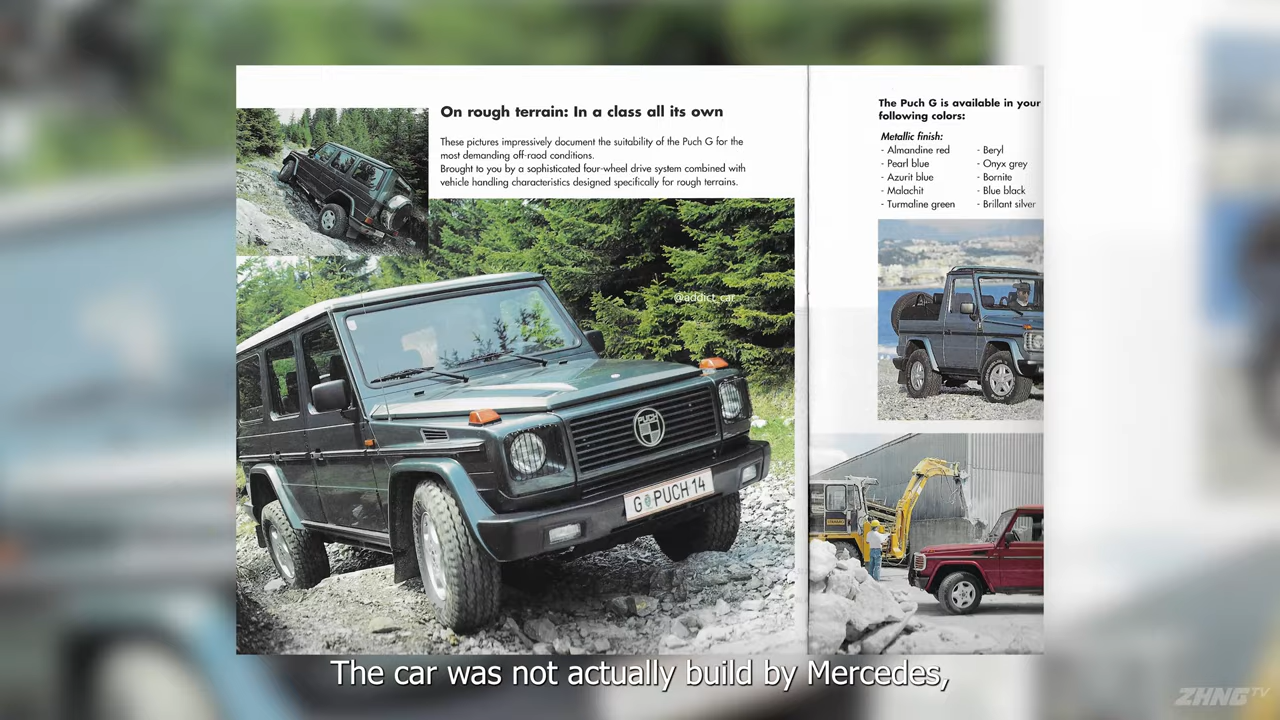 On rough terrain: In a class all its own
These pictures impressively document the suitability of the Puch G for the
most demanding off-raod conditions.
Brought to you by a sophisticated four-wheel drive system combined with
vehicle handling characteristics designed specifically for rough terrains.
@addict_car
PUCH
G PUCH 14
The Puch G is available in your
following colors:
Metallic finish:
- Almandine red
- Pearl blue
- Azurit blue
- Malachit
- Turmaline green
- Beryl
- Onyx grey
- Bornite
- Blue black
- Brillant silver
The car was not actually build by Mercedes,
ZHNG TV